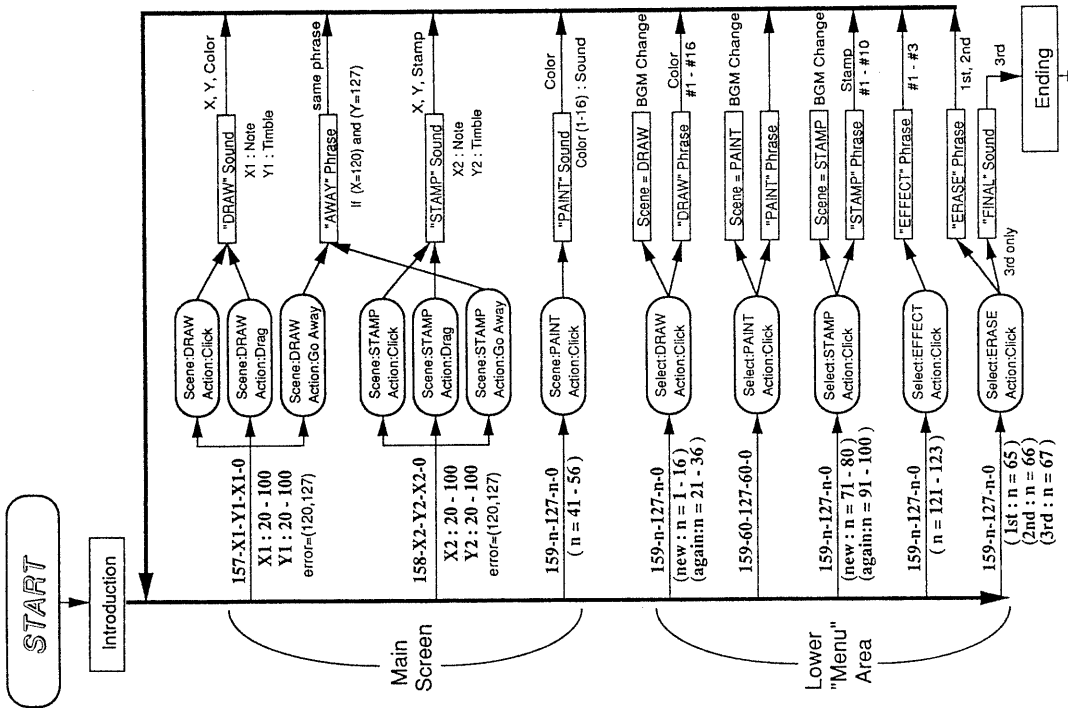 START
Introduction
Main
Screen
157-X1-Y1-X1-0
X1 : 20 - 100
Y1 : 20 - 100
error=(120,127)
Scene:DRAW
Action:Click
Scene:DRAW
Action:Drag
Scene:DRAW
Action:Go Away
"DRAW" Sound
X, Y, Color
X1 : Note
Y1 : Timble
"AWAY" Phrase
same phrase
If (X=120) and (Y=127)
158-X2-Y2-X2-0
X2 : 20 - 100
Y2 : 20 - 100
error=(120,127)
Scene:STAMP
Action:Click
Scene:STAMP
Action:Drag
Scene:STAMP
Action:Go Away
"STAMP" Sound
X, Y, Stamp
X2 : Note
Y2 : Timble
159-n-127-n-0
( n = 41 - 56 )
Scene:PAINT
Action:Click
"PAINT" Sound
Color
Color (1-16) : Sound
Lower
"Menu"
Area
159-n-127-n-0
(new : n = 1 - 16)
(again:n = 21 - 36)
Select:DRAW
Action:Click
Scene = DRAW
BGM Change
"DRAW" Phrase
Color
#1 - #16
159-60-127-60-0
Select:PAINT
Action:Click
Scene = PAINT
BGM Change
"PAINT" Phrase
159-n-127-n-0
(new : n = 71 - 80 )
(again:n = 91 - 100)
Select:STAMP
Action:Click
Scene = STAMP
BGM Change
"STAMP" Phrase
Stamp
#1 - #10
159-n-127-n-0
( n = 121 - 123 )
Select:EFFECT
Action:Click
"EFFECT" Phrase
#1 - #3
159-n-127-n-0
( 1st : n = 65 )
(2nd : n = 66 )
(3rd : n = 67 )
Select:ERASE
Action:Click
"ERASE" Phrase
1st, 2nd
3rd only
"FINAL" Sound
3rd
Ending